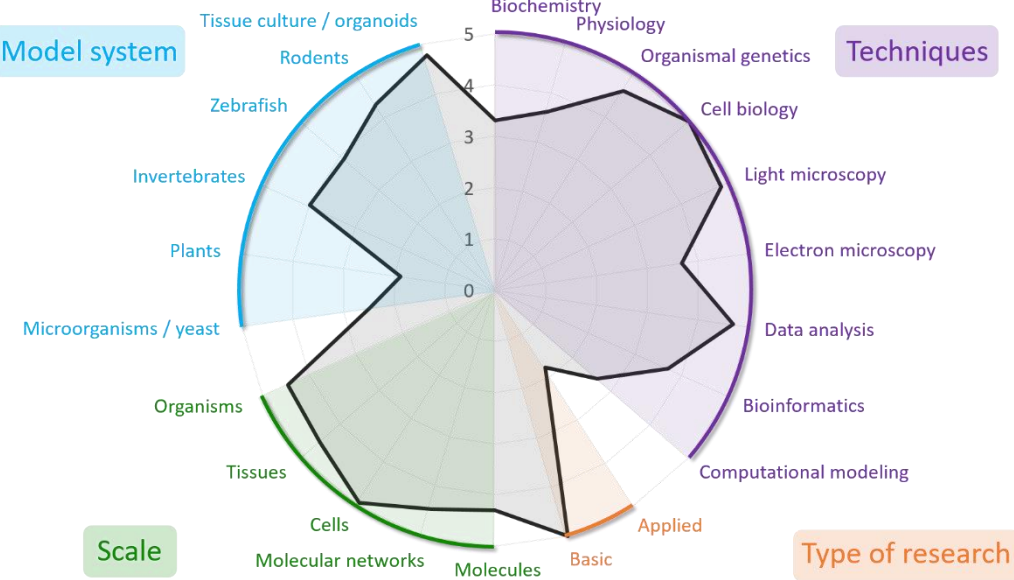 Biochemistry
Tissue culture / organoids
Physiology
5
Model system
Techniques
Rodents
Organismal genetics
4
Zebrafish
Cell biology
3
Invertebrates
Light microscopy
2
Plants
1
Electron microscopy
0
Microorganisms / yeast
Data analysis
Organisms
Bioinformatics
Tissues
Computational modeling
Cells
Applied
Scale
Molecular networks
Basic
Type of research
Molecules